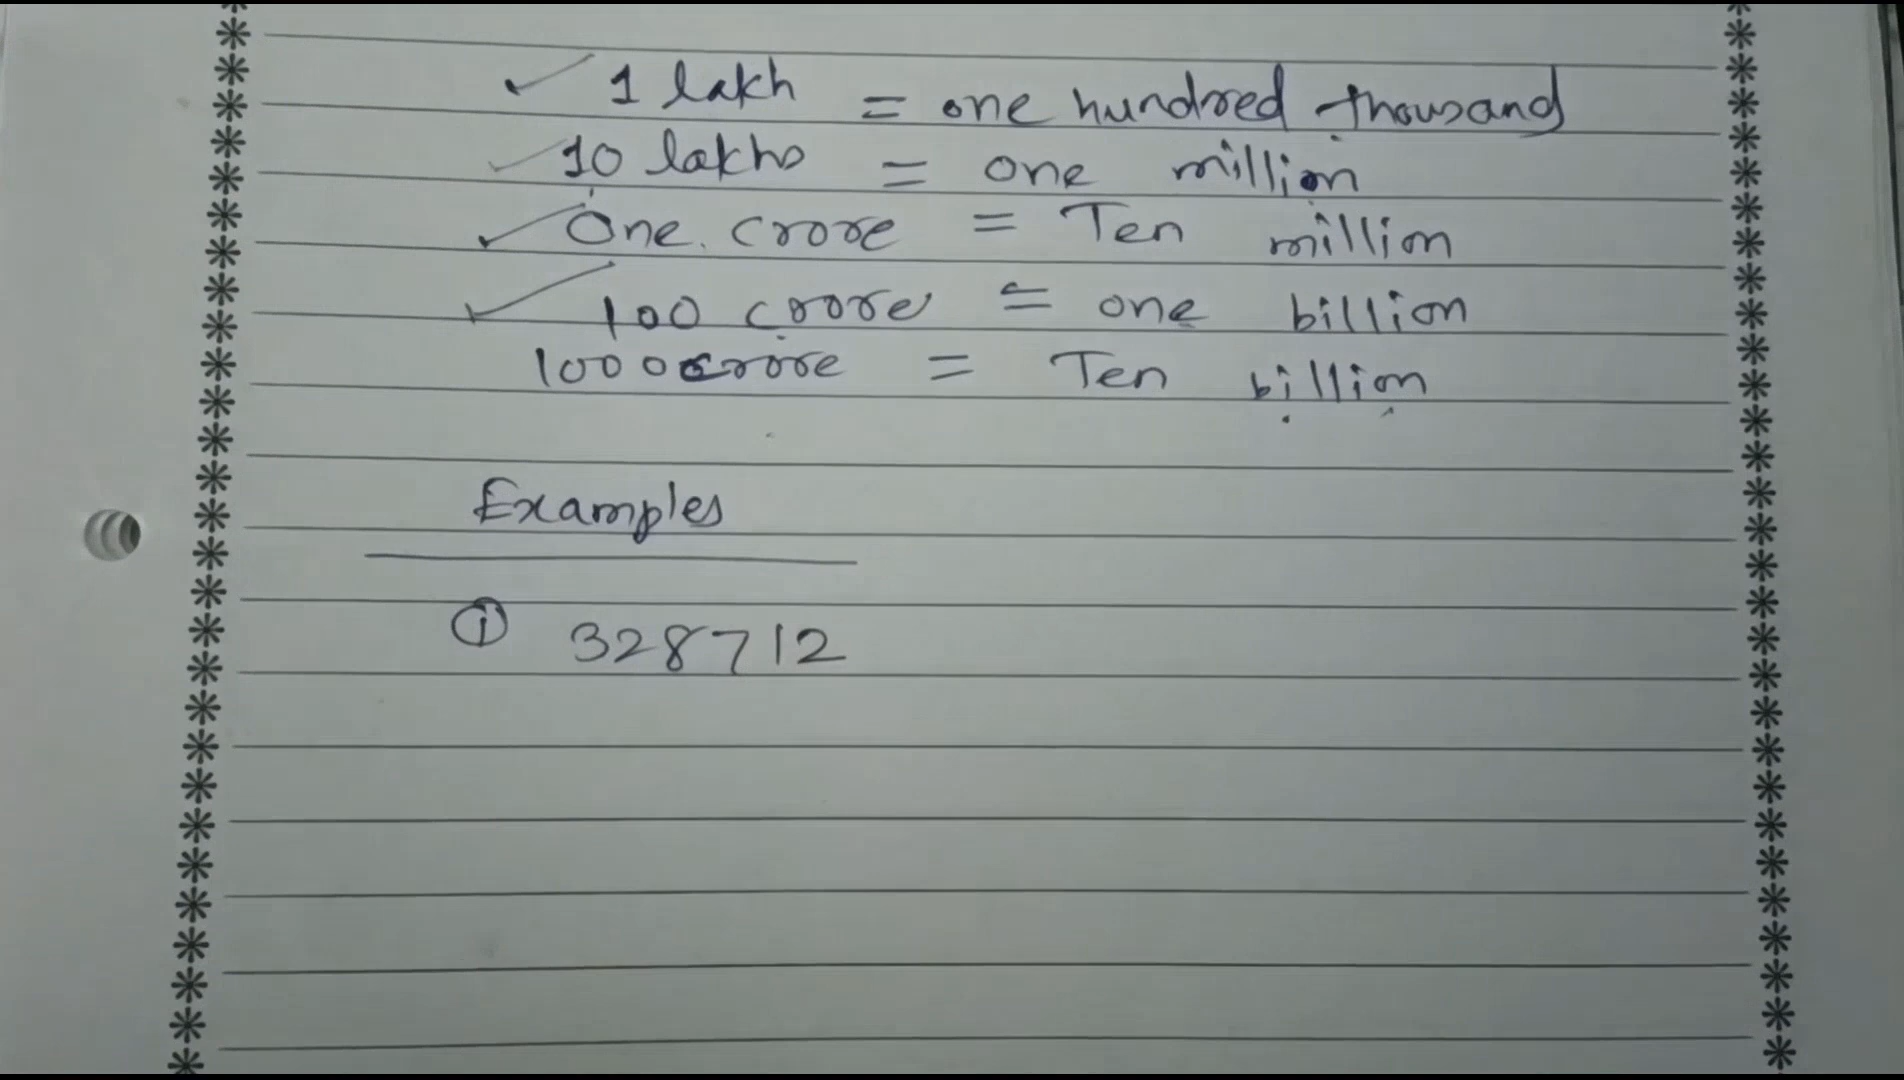 1 lakh = one hundred thousand
10 lakhs = one million
One crore = Ten million
100 crore = one billion
1000 crore = Ten billion
Examples
① 328712